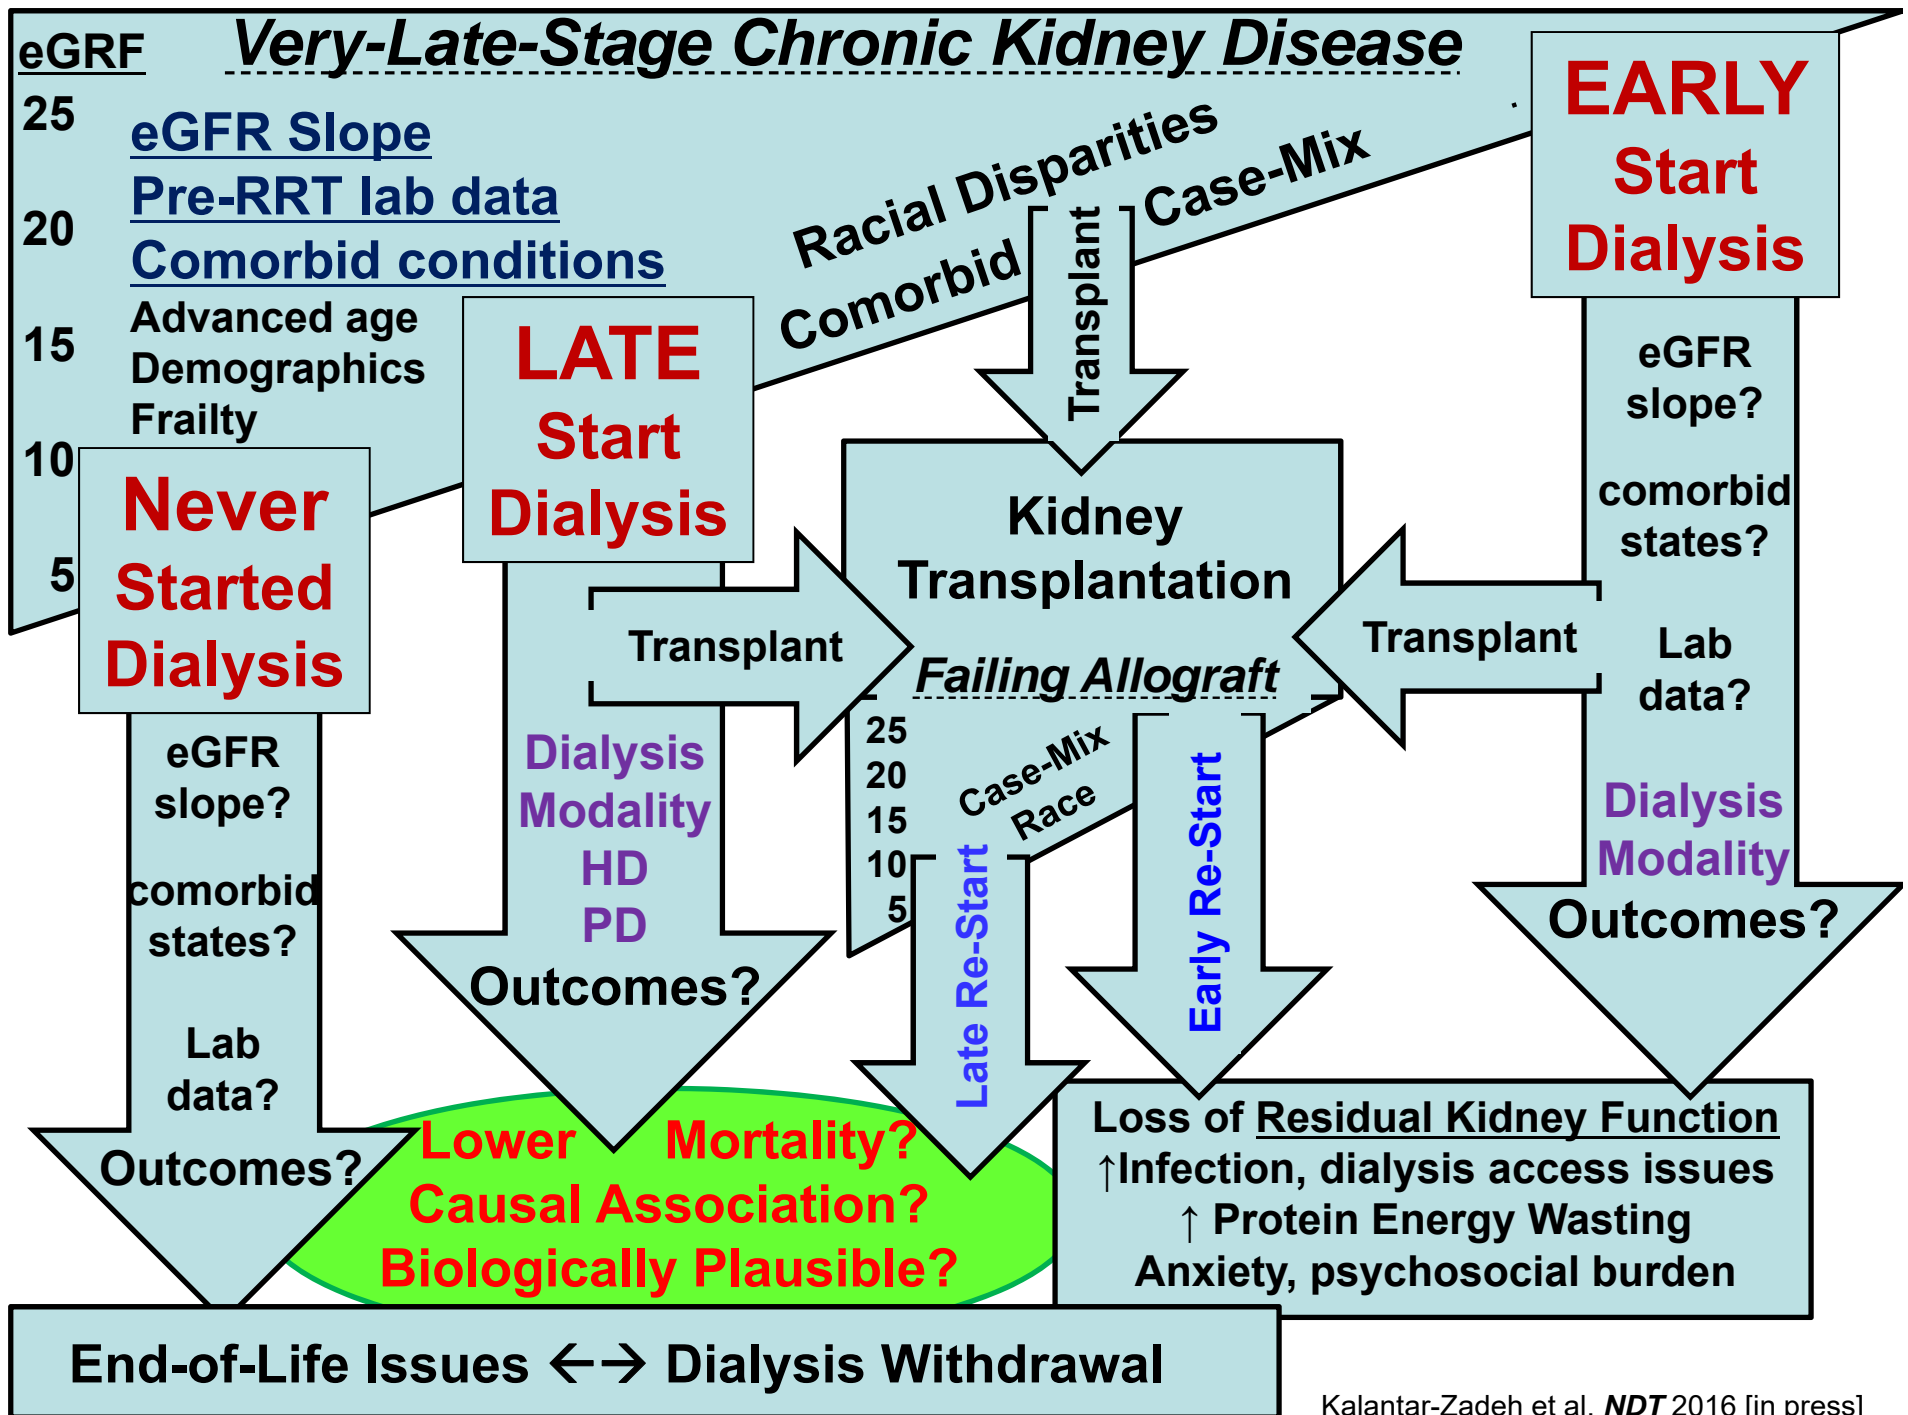 Very-Late-Stage Chronic Kidney Disease
eGRF
25
20
15
10
5
eGFR Slope
Pre-RRT lab data
Comorbid conditions
Advanced age
Demographics
Frailty
Racial Disparities
Comorbid Case-Mix
Transplant
EARLY
Start
Dialysis
LATE
Start
Dialysis
Never
Started
Dialysis
eGFR
slope?
comorbid
states?
Lab
data?
Dialysis
Modality
Outcomes?
Kidney
Transplantation
Failing Allograft
Transplant
Transplant
25
20
15
10
5
Case-Mix
Race
Late Re-Start
Early Re-Start
Dialysis
Modality
HD
PD
Outcomes?
eGFR
slope?
comorbid
states?
Lab
data?
Outcomes?
Lower Mortality?
Causal Association?
Biologically Plausible?
Loss of Residual Kidney Function
↑Infection, dialysis access issues
↑ Protein Energy Wasting
Anxiety, psychosocial burden
End-of-Life Issues ←→ Dialysis Withdrawal
Kalantar-Zadeh et al. NDT 2016 [in press]